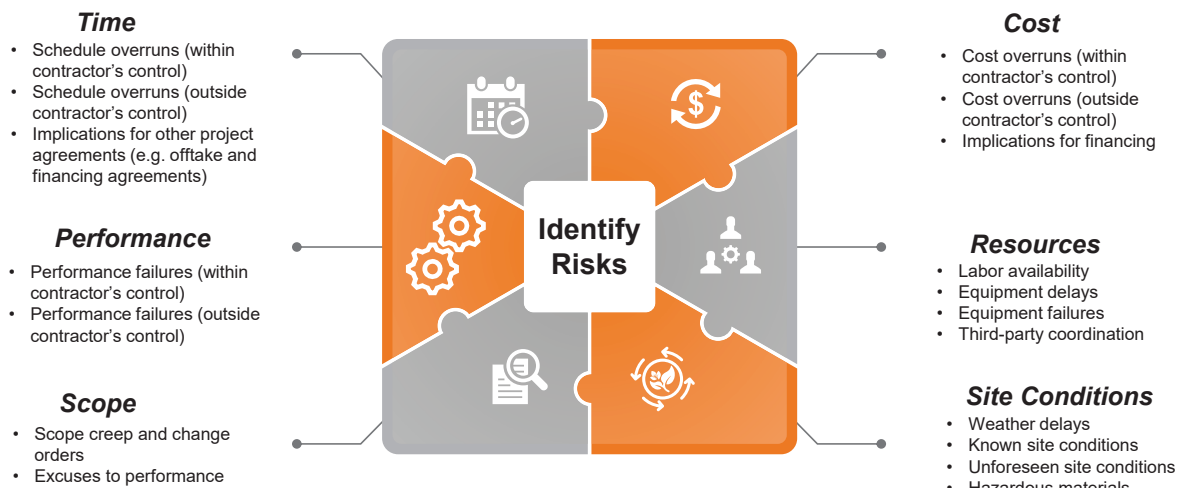 Time
• Schedule overruns (within
contractor's control)
• Schedule overruns (outside
contractor's control)
• Implications for other project
agreements (e.g. offtake and
financing agreements)
Performance
• Performance failures (within
contractor's control)
• Performance failures (outside
contractor's control)
Scope
• Scope creep and change
orders
• Excuses to performance
$
Identify
Risks
Cost
• Cost overruns (within
contractor's control)
• Cost overruns (outside
contractor's control)
• Implications for financing
Resources
• Labor availability
• Equipment delays
• Equipment failures
• Third-party coordination
Site Conditions
• Weather delays
• Known site conditions
• Unforeseen site conditions
• Hazardous materials